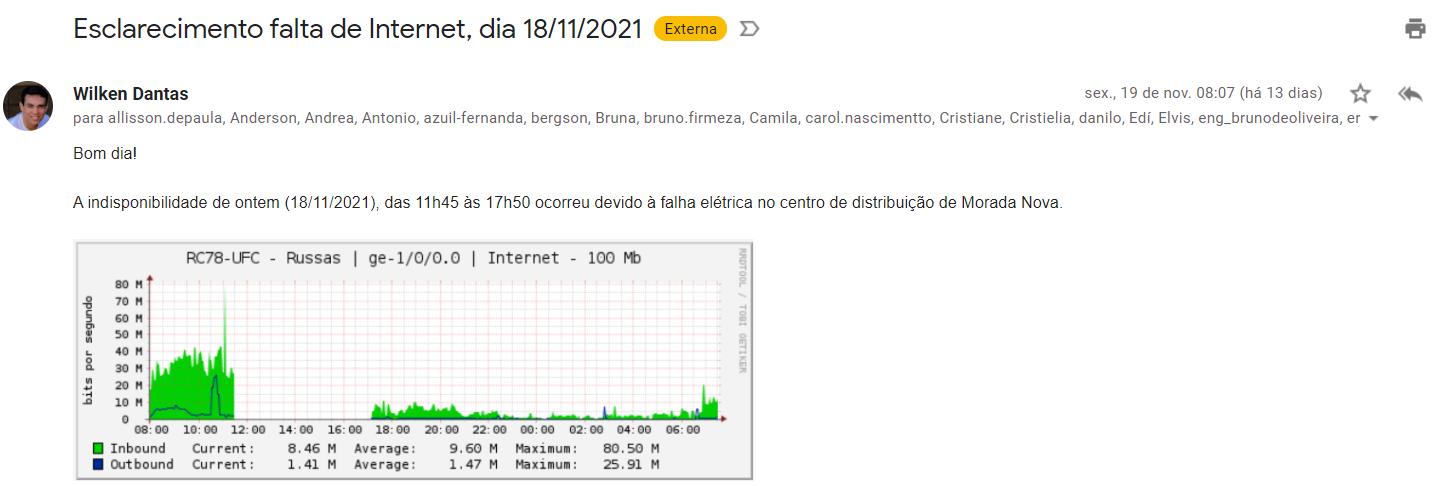 Esclarecimento falta de Internet, dia 18/11/2021 Externa
Wilken Dantas
sex., 19 de nov. 08:07 (há 13 dias)
para allisson.depaula, Anderson, Andrea, Antonio, azuil-fernanda, bergson, Bruna, bruno.firmeza, Camila, carol.nascimentto, Cristiane, Cristielia, danilo, Edí, Elvis, eng_brunodeoliveira, er
Bom dia!
A indisponibilidade de ontem (18/11/2021), das 11h45 às 17h50 ocorreu devido à falha elétrica no centro de distribuição de Morada Nova.
RC78-UFC - Russas | ge-1/0/0.0 | Internet - 100 Mb
RRDTOOL / TOBI OETIKER
bits por segundo
80 M
70 M
60 M
50 M
40 M
30 M
20 M
10 M
0
08:00 10:00 12:00 14:00 16:00 18:00 20:00 22:00 00:00 02:00 04:00 06:00
Inbound Current: 8.46 M Average: 9.60 M Maximum: 80.50 M
Outbound Current: 1.41 M Average: 1.47 M Maximum: 25.91 M